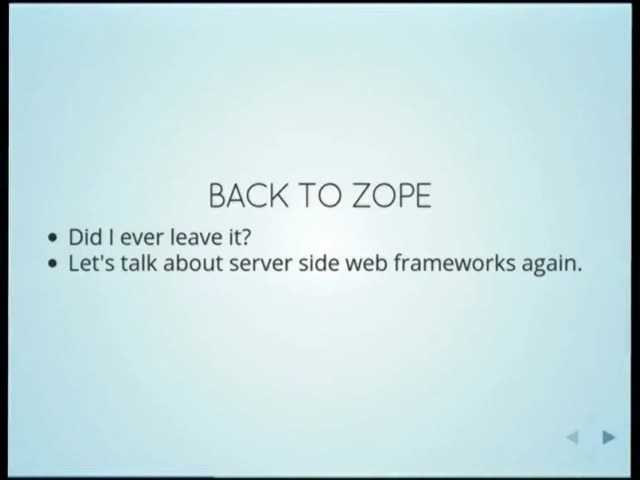 BACK TO ZOPE
• Did I ever leave it?
• Let's talk about server side web frameworks again.